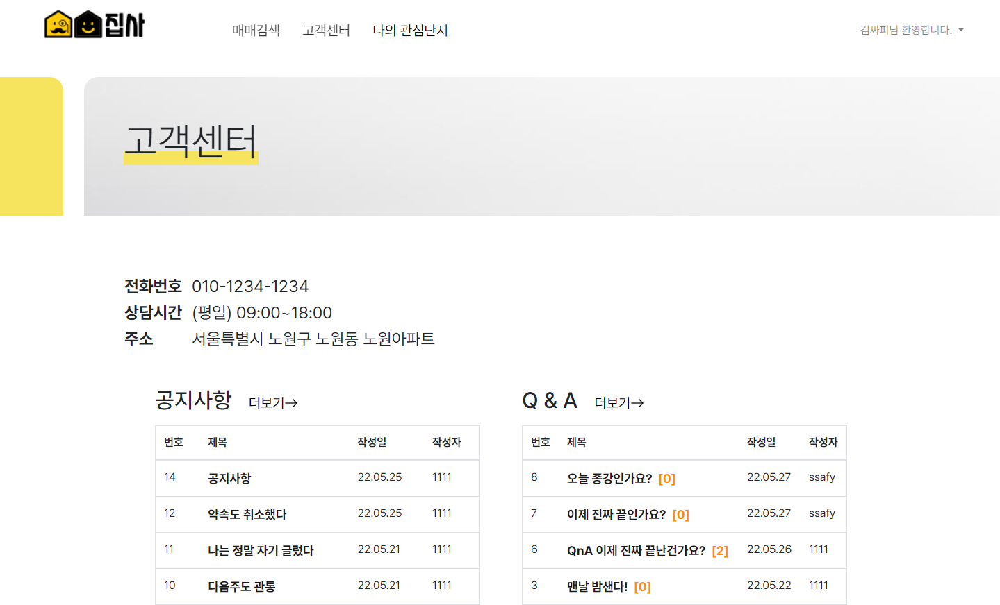 집사
매매검색 고객센터 나의 관심단지 김싸피님 환영합니다.
고객센터
전화번호 010-1234-1234
상담시간 (평일) 09:00~18:00
주소 서울특별시 노원구 노원동 노원아파트
공지사항 더보기→
번호 제목 작성일 작성자
14 공지사항 22.05.25 1111
12 약속도 취소했다 22.05.25 1111
11 나는 정말 자기 글렀다 22.05.21 1111
10 다음주도 관통 22.05.21 1111
Q & A 더보기→
번호 제목 작성일 작성자
8 오늘 종강인가요? [0] 22.05.27 ssafy
7 이제 진짜 끝인가요? [0] 22.05.27 ssafy
6 QnA 이제 진짜 끝난건가요? [2] 22.05.26 1111
3 맨날 밤샌다! [0] 22.05.22 1111